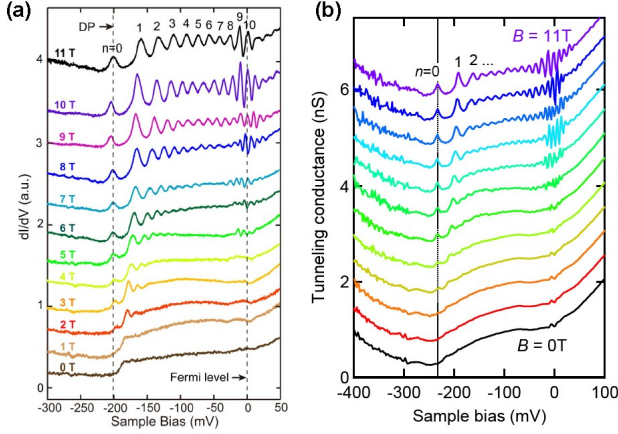 (a)
DP
n=0
1 2 3 4 5 6 7 8 9 10
11 T
10 T
9 T
8 T
7 T
6 T
5 T
4 T
3 T
2 T
1 T
0 T
Fermi level
4
3
2
1
0
dI/dV (a.u.)
-300 -250 -200 -150 -100 -50 0 50
Sample Bias (mV)
(b)
B = 11T
n=0
1 2 ...
B = 0T
6
4
2
0
Tunneling conductance (nS)
-400 -300 -200 -100 0 100
Sample bias (mV)